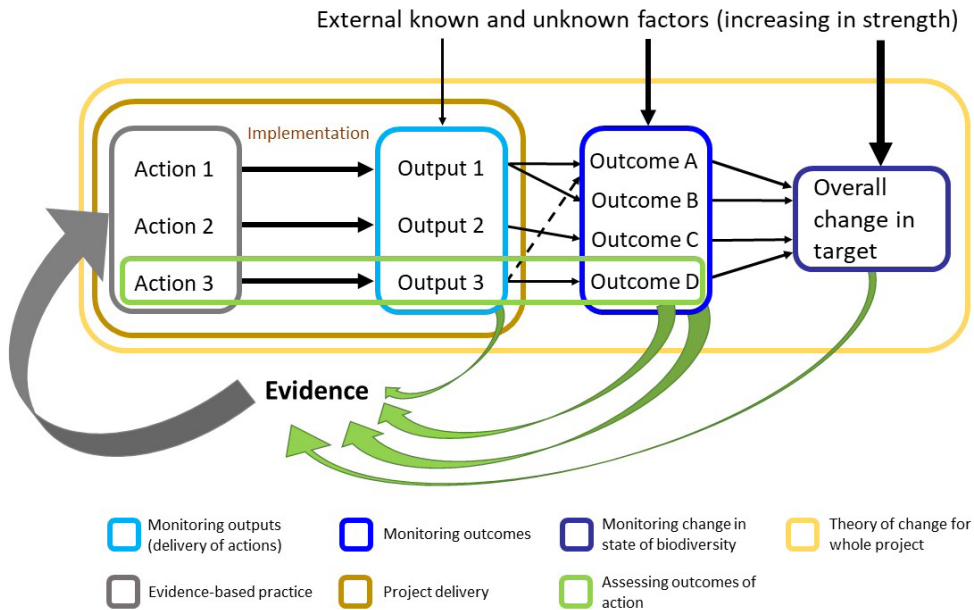 External known and unknown factors (increasing in strength)
Implementation
Action 1
Action 2
Action 3
Output 1
Output 2
Output 3
Outcome A
Outcome B
Outcome C
Outcome D
Overall
change in
target
Evidence
Monitoring outputs
(delivery of actions)
Monitoring outcomes
Monitoring change in
state of biodiversity
Theory of change for
whole project
Evidence-based practice
Project delivery
Assessing outcomes of
action